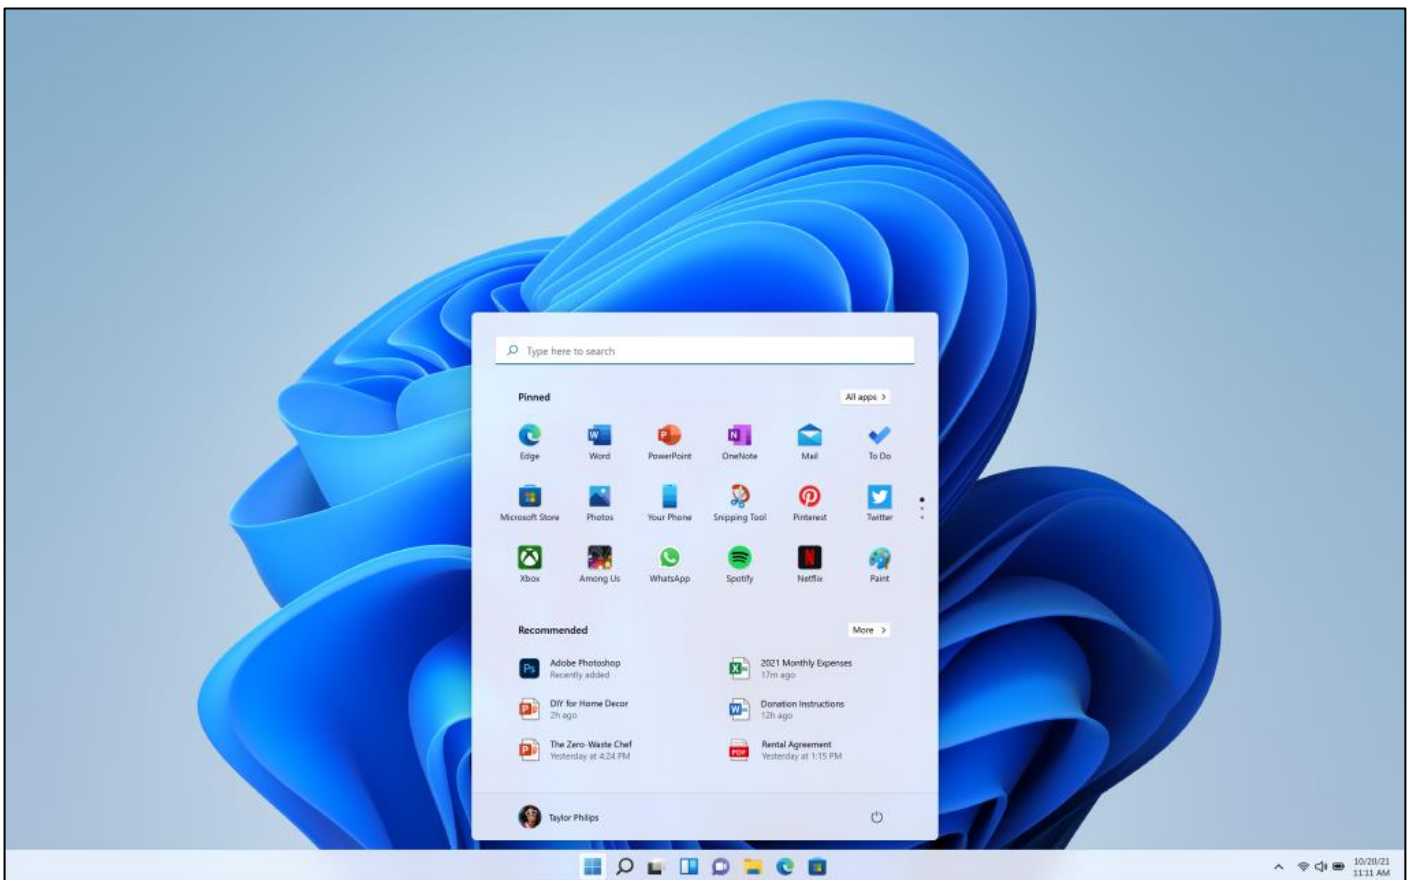 Type here to search
Pinned
All apps >
Edge
Word
PowerPoint
OneNote
Mail
To Do
Microsoft Store
Photos
Your Phone
Snipping Tool
Pinterest
Twitter
Xbox
Among Us
WhatsApp
Spotify
Netflix
Paint
Recommended
More >
Adobe Photoshop
Recently added
2021 Monthly Expenses
17m ago
DIY for Home Decor
2h ago
Donation Instructions
12h ago
The Zero-Waste Chef
Yesterday at 4:24 PM
Rental Agreement
Yesterday at 1:15 PM
Taylor Philips
10/20/21
11:11 AM